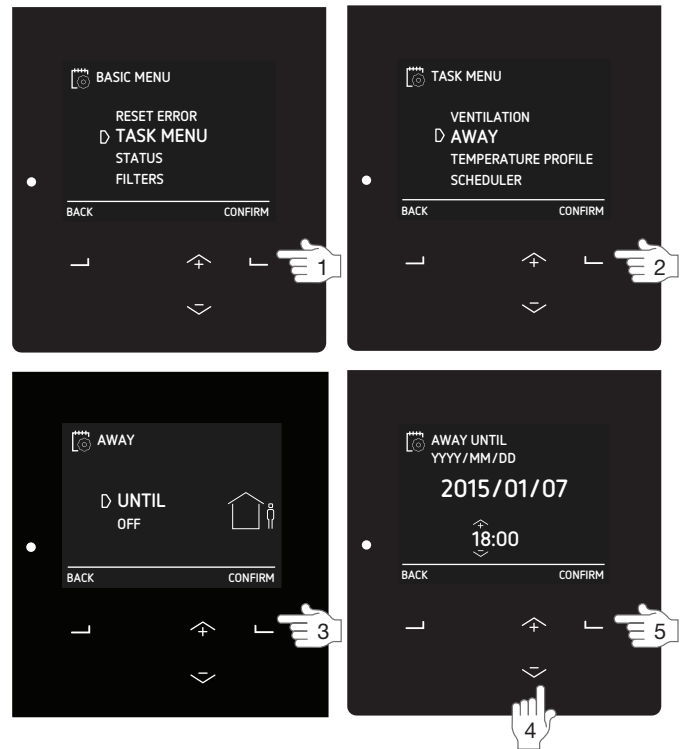 BASIC MENU
RESET ERROR
TASK MENU
STATUS
FILTERS
BACK CONFIRM
1
TASK MENU
VENTILATION
AWAY
TEMPERATURE PROFILE
SCHEDULER
BACK CONFIRM
2
AWAY
UNTIL
OFF
BACK CONFIRM
3
AWAY UNTIL
YYYY/MM/DD
2015/01/07
18:00
BACK CONFIRM
5
4